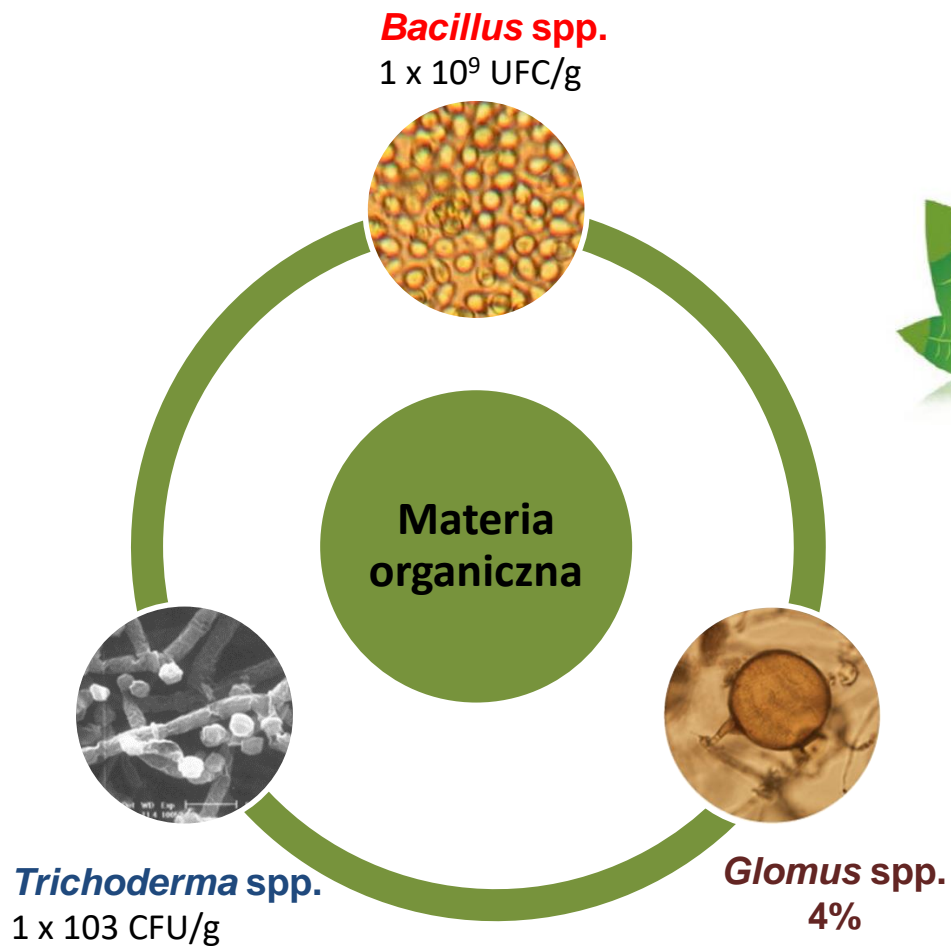 Bacillus spp.
1 x 10⁹ UFC/g
Materia
organiczna
Trichoderma spp.
1 x 103 CFU/g
Glomus spp.
4%